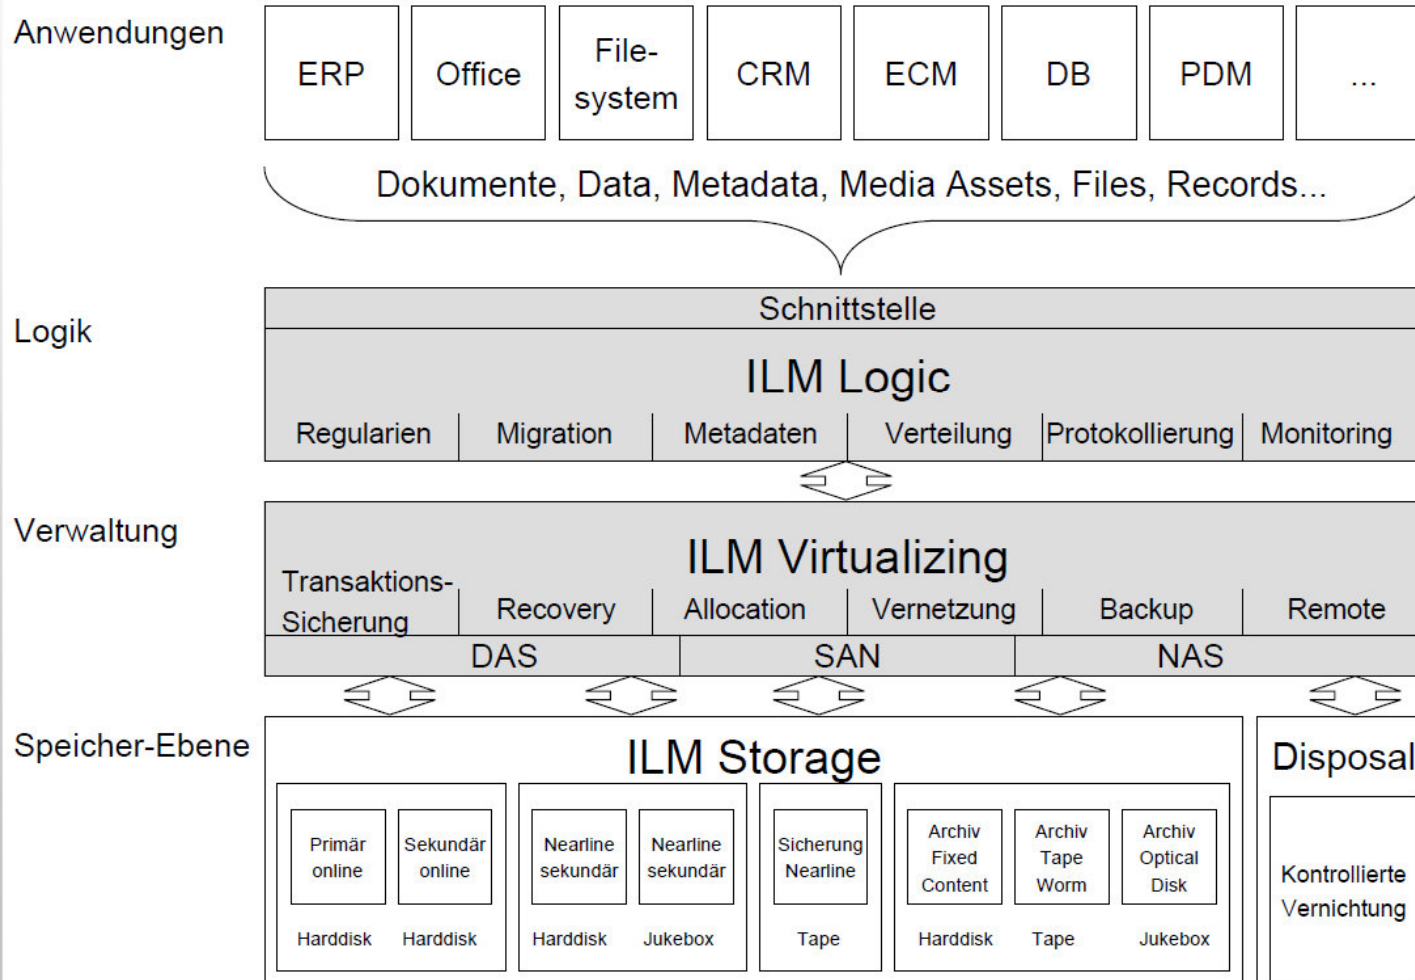 Anwendungen
ERP
Office
File-
system
CRM
ECM
DB
PDM
...
Dokumente, Data, Metadata, Media Assets, Files, Records...
Logik
Schnittstelle
ILM Logic
Regularien
Migration
Metadaten
Verteilung
Protokollierung
Monitoring
Verwaltung
ILM Virtualizing
Transaktions-
Sicherung
Recovery
Allocation
Vernetzung
Backup
Remote
DAS
SAN
NAS
Speicher-Ebene
ILM Storage
Primär
online
Harddisk
Sekundär
online
Harddisk
Nearline
sekundär
Harddisk
Nearline
sekundär
Jukebox
Sicherung
Nearline
Tape
Archiv
Fixed
Content
Harddisk
Archiv
Tape
Worm
Tape
Archiv
Optical
Disk
Jukebox
Disposal
Kontrollierte
Vernichtung